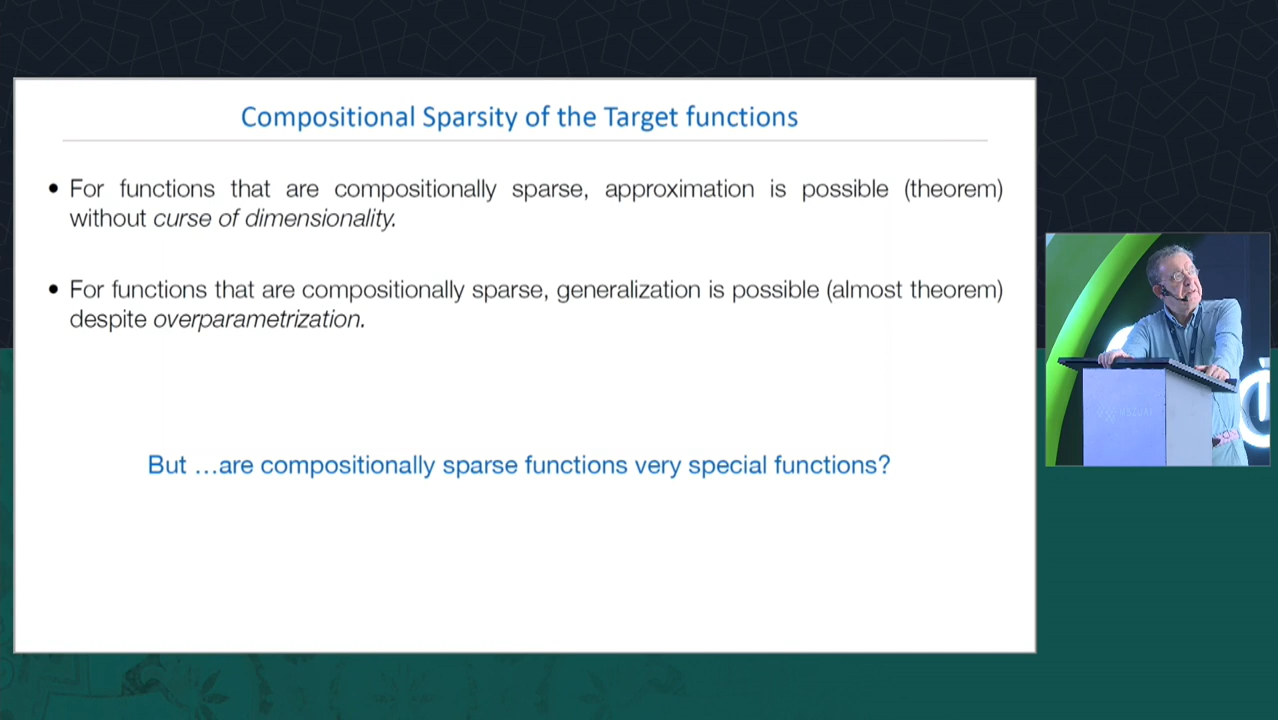 Compositional Sparsity of the Target functions
• For functions that are compositionally sparse, approximation is possible (theorem)
without curse of dimensionality.
• For functions that are compositionally sparse, generalization is possible (almost theorem)
despite overparametrization.
But …are compositionally sparse functions very special functions?